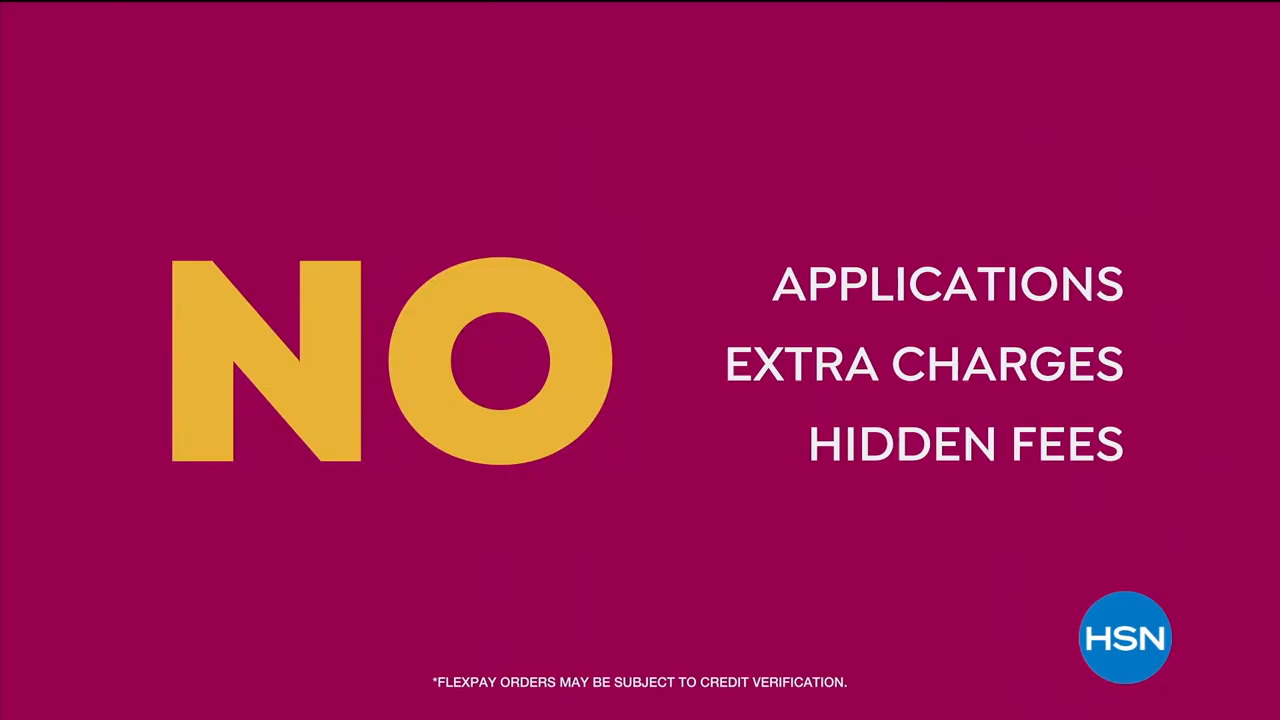 NO
APPLICATIONS
EXTRA CHARGES
HIDDEN FEES
HSN
*FLEXPAY ORDERS MAY BE SUBJECT TO CREDIT VERIFICATION.